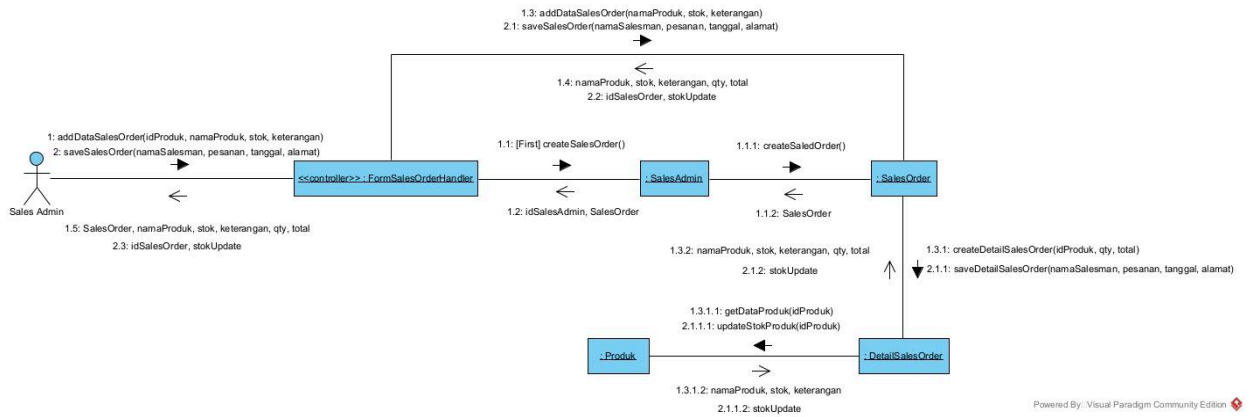 1.3: addDataSalesOrder(namaProduk, stok, keterangan)
2.1: saveSalesOrder(namaSalesman, pesanan, tanggal, alamat)
1.4: namaProduk, stok, keterangan, qty, total
2.2: idSalesOrder, stokUpdate
1: addDataSalesOrder(idProduk, namaProduk, stok, keterangan)
2: saveSalesOrder(namaSalesman, pesanan, tanggal, alamat)
1.1: [First] createSalesOrder()
1.1.1: createSaledOrder()
<<controller>> : FormSalesOrderHandler
: SalesAdmin
: SalesOrder
Sales Admin
1.2: idSalesAdmin, SalesOrder
1.1.2: SalesOrder
1.5: SalesOrder, namaProduk, stok, keterangan, qty, total
2.3: idSalesOrder, stokUpdate
1.3.2: namaProduk, stok, keterangan, qty, total
2.1.2: stokUpdate
1.3.1: createDetailSalesOrder(idProduk, qty, total)
2.1.1: saveDetailSalesOrder(namaSalesman, pesanan, tanggal, alamat)
1.3.1.1: getDataProduk(idProduk)
2.1.1.1: updateStokProduk(idProduk)
: Produk
: DetailSalesOrder
1.3.1.2: namaProduk, stok, keterangan
2.1.1.2: stokUpdate
Powered By Visual Paradigm Community Edition